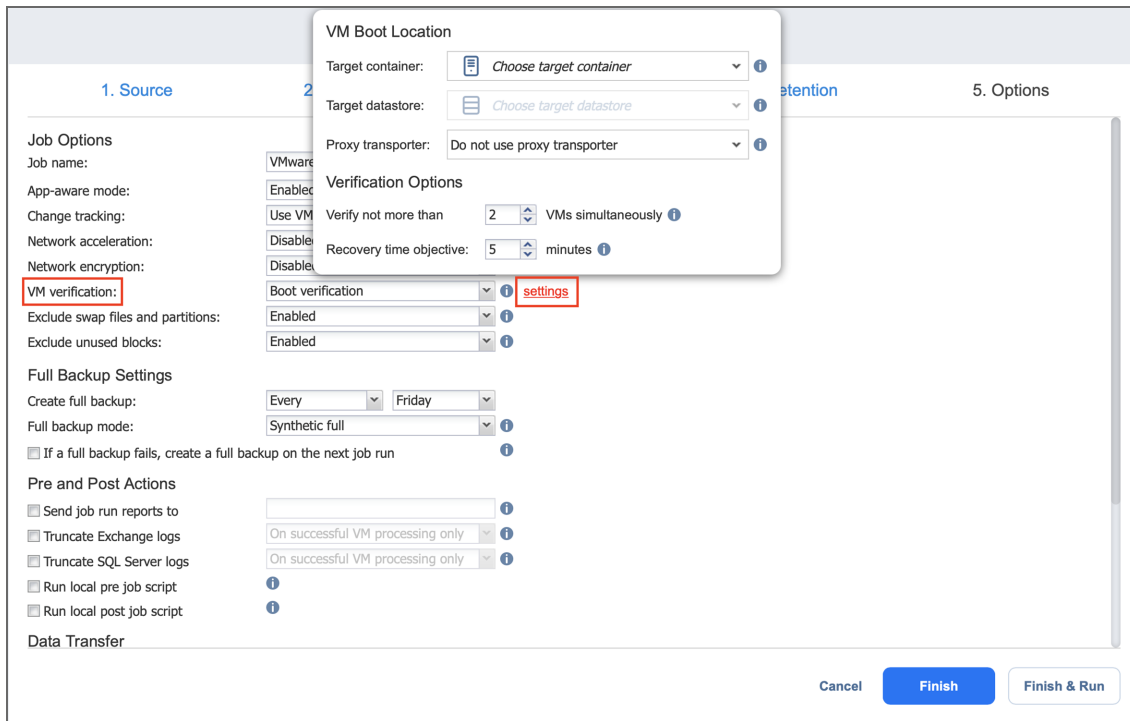 VM Boot Location
Target container: Choose target container
Target datastore: Choose target datastore
Proxy transporter: Do not use proxy transporter
Verification Options
Verify not more than 2 VMs simultaneously
Recovery time objective: 5 minutes
1. Source 2 etention 5. Options
Job Options
Job name: VMware
App-aware mode: Enabled
Change tracking: Use VM
Network acceleration: Disabled
Network encryption: Disabled
VM verification: Boot verification settings
Exclude swap files and partitions: Enabled
Exclude unused blocks: Enabled
Full Backup Settings
Create full backup: Every Friday
Full backup mode: Synthetic full
If a full backup fails, create a full backup on the next job run
Pre and Post Actions
Send job run reports to
Truncate Exchange logs On successful VM processing only
Truncate SQL Server logs On successful VM processing only
Run local pre job script
Run local post job script
Data Transfer
Cancel Finish Finish & Run